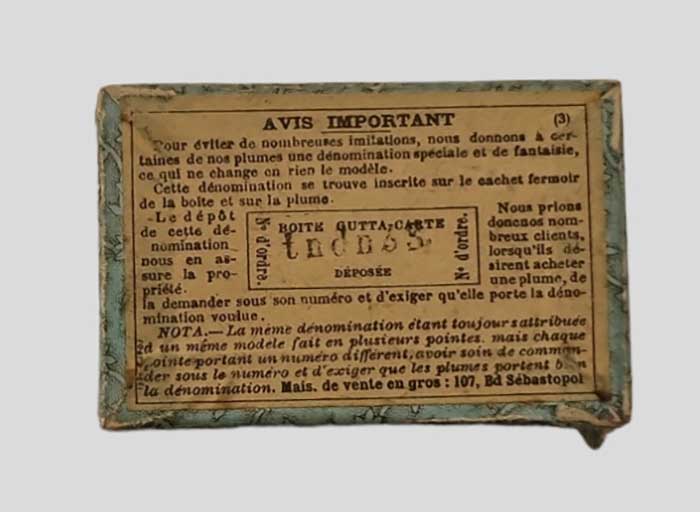 AVIS IMPORTANT (3)
Pour éviter de nombreuses imitations, nous donnons à cer-
taines de nos plumes une dénomination spéciale et de fantaisie,
ce qui ne change en rien le modèle.
Cette dénomination se trouve inscrite sur le cachet fermoir
de la boîte et sur la plume.
Le dépôt
de cette dé-
nomination
nous en as-
sure la pro-
priété.
No d'ordre.
BOITE GUTTA-CARTE
DÉPOSÉE
No d'ordre.
Nous prions
doncnos nom-
breux clients,
lorsqu'ils dé-
sirent acheter
une plume, de
la demander sous son numéro et d'exiger qu'elle porte la déno-
mination voulue.
NOTA.— La même dénomination étant toujours attribuée
à un même modèle fait en plusieurs pointes, mais chaque
pointe portant un numéro différent, avoir soin de comman-
der sous le numéro et d'exiger que les plumes portent bien
la dénomination. Mais. de vente en gros : 107, Bd Sébastopol